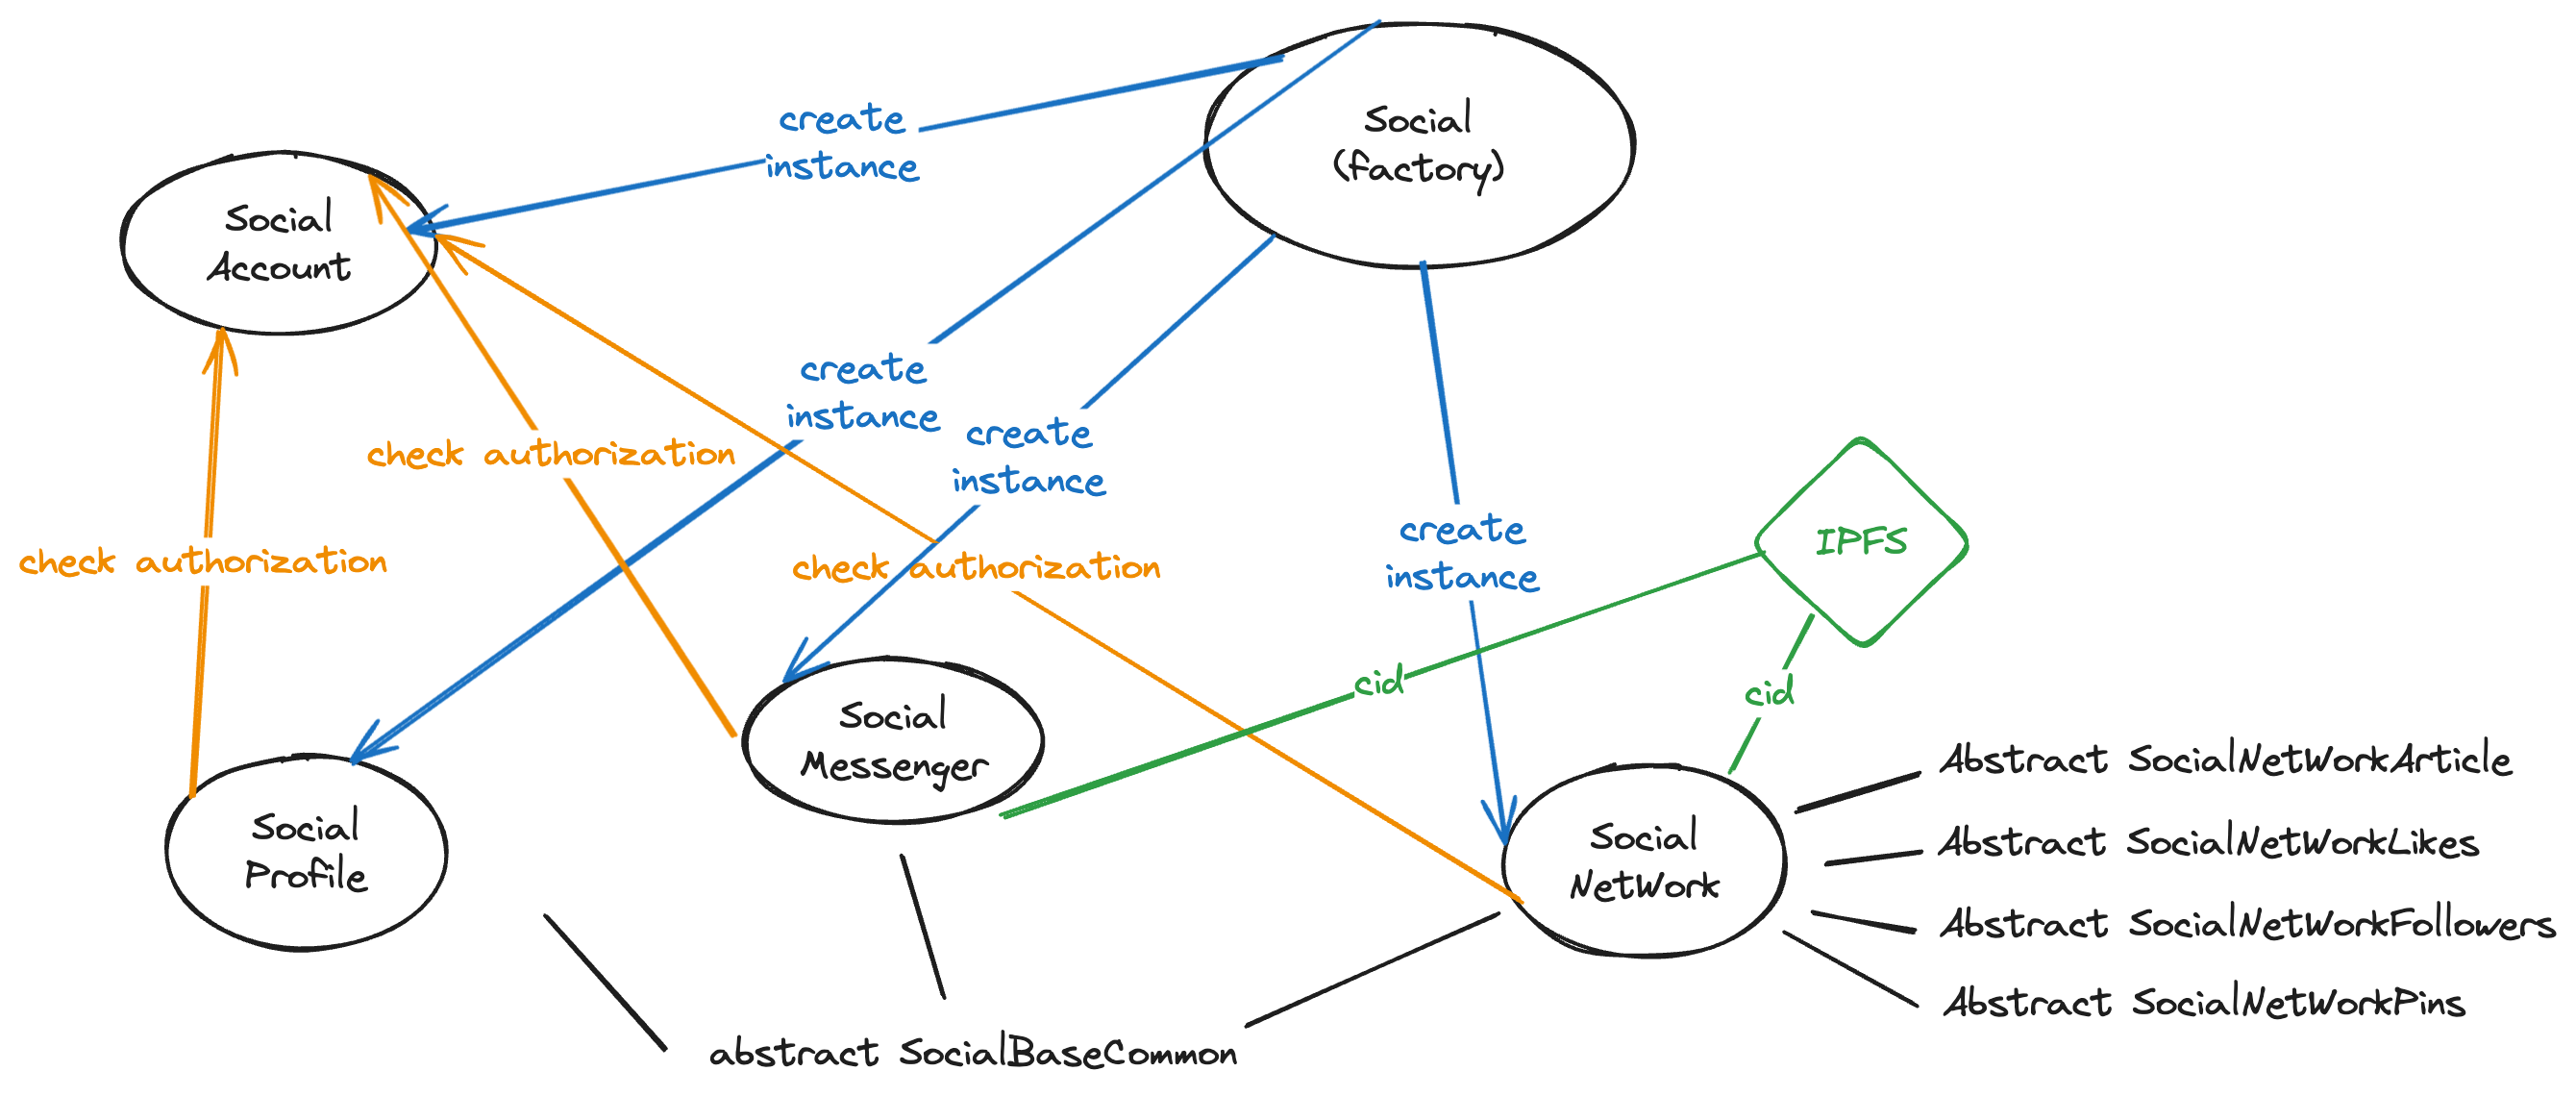 Social
(factory)
create
instance
Social
Account
create
instance
create
instance
check authorization
create
instance
IPFS
check authorization
check authorization
cid
cid
Social
Messenger
Abstract SocialNetWorkArticle
Social
Profile
Social
NetWork
Abstract SocialNetWorkLikes
Abstract SocialNetWorkFollowers
Abstract SocialNetWorkPins
abstract SocialBaseCommon